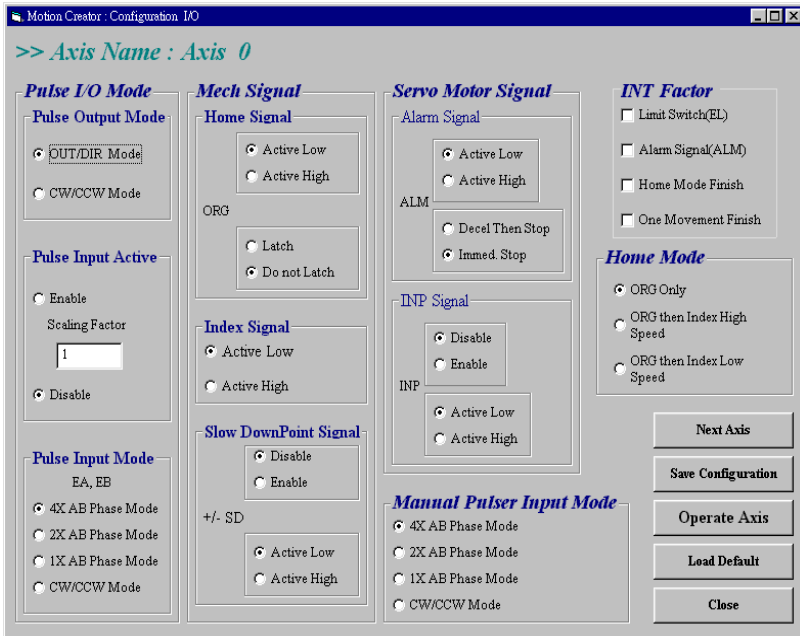 Motion Creator : Configuration I/O
>> Axis Name : Axis 0
Pulse I/O Mode
Pulse Output Mode
OUT/DIR Mode
CW/CCW Mode
Pulse Input Active
Enable
Scaling Factor
1
Disable
Pulse Input Mode
EA, EB
4X AB Phase Mode
2X AB Phase Mode
1X AB Phase Mode
CW/CCW Mode
Mech Signal
Home Signal
Active Low
Active High
ORG
Latch
Do not Latch
Index Signal
Active Low
Active High
Slow DownPoint Signal
Disable
Enable
+/- SD
Active Low
Active High
Servo Motor Signal
Alarm Signal
Active Low
Active High
ALM
Decel Then Stop
Immed. Stop
INP Signal
Disable
Enable
INP
Active Low
Active High
Manual Pulser Input Mode
4X AB Phase Mode
2X AB Phase Mode
1X AB Phase Mode
CW/CCW Mode
INT Factor
Limit Switch(EL)
Alarm Signal(ALM)
Home Mode Finish
One Movement Finish
Home Mode
ORG Only
ORG then Index High
Speed
ORG then Index Low
Speed
Next Axis
Save Configuration
Operate Axis
Load Default
Close